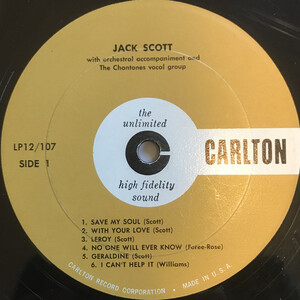 JACK SCOTT
with orchestral accompaniment and
The Chantones vocal group
the
unlimited
LP12/107
SIDE 1
CARLTON
high fidelity
sound
1. SAVE MY SOUL (Scott)
2. WITH YOUR LOVE (Scott)
3. LEROY (Scott)
4. NO ONE WILL EVER KNOW (Foree-Rose)
5. GERALDINE (Scott)
6. I CAN'T HELP IT (Williams)
CARLTON RECORD CORPORATION • MADE IN U.S.A.